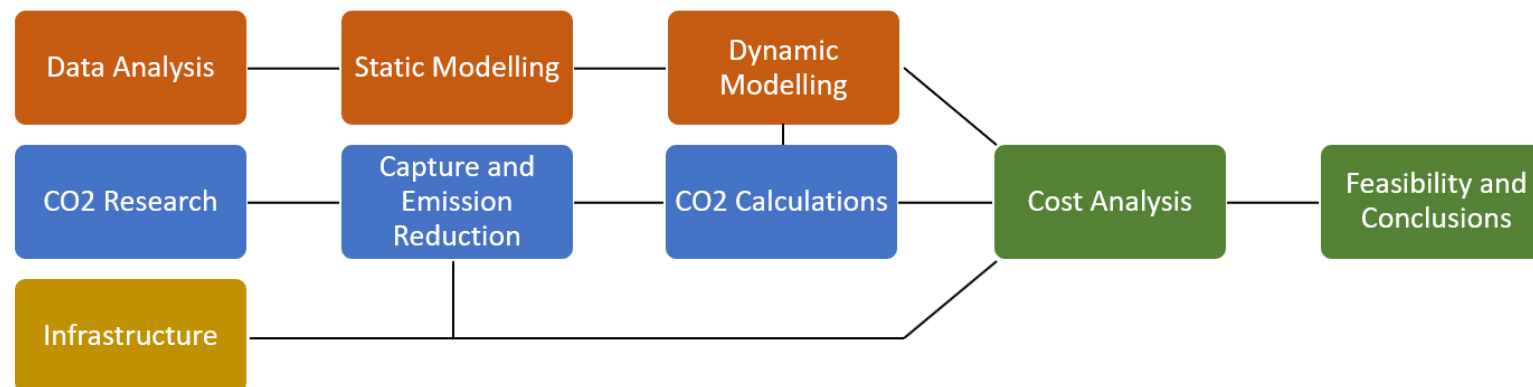 Data Analysis
Static Modelling
Dynamic
Modelling
CO2 Research
Capture and
Emission
Reduction
CO2 Calculations
Cost Analysis
Feasibility and
Conclusions
Infrastructure